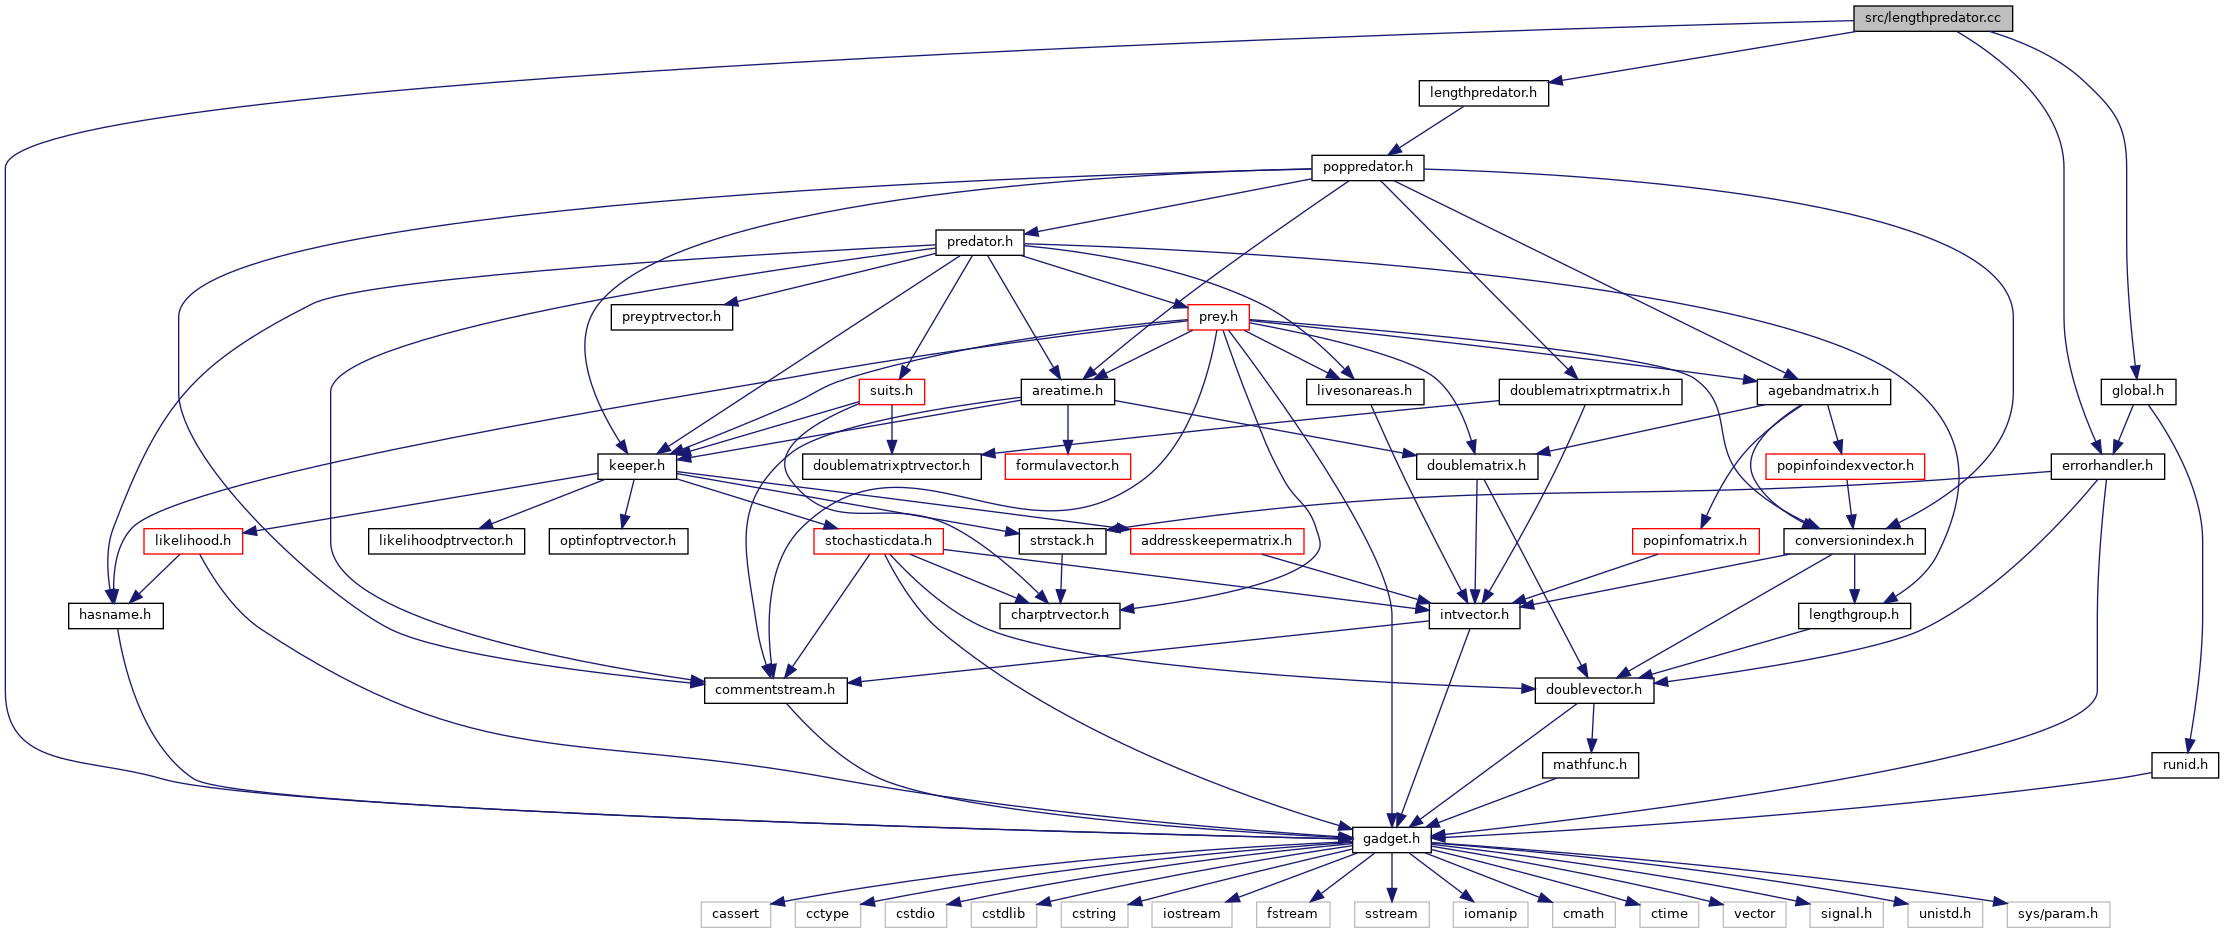 src/lengthpredator.cc
lengthpredator.h
poppredator.h
predator.h
preyptrvector.h
prey.h
suits.h
areatime.h
livesonareas.h
doublematrixptrmatrix.h
agebandmatrix.h
global.h
keeper.h
doublematrixptrvector.h
formulavector.h
doublematrix.h
popinfoindexvector.h
errorhandler.h
likelihood.h
likelihoodptrvector.h
optinfoptrvector.h
stochasticdata.h
strstack.h
addresskeepermatrix.h
popinfomatrix.h
conversionindex.h
hasname.h
charptrvector.h
intvector.h
lengthgroup.h
commentstream.h
doublevector.h
mathfunc.h
runid.h
gadget.h
cassert
cctype
cstdio
cstdlib
cstring
iostream
fstream
sstream
iomanip
cmath
ctime
vector
signal.h
unistd.h
sys/param.h